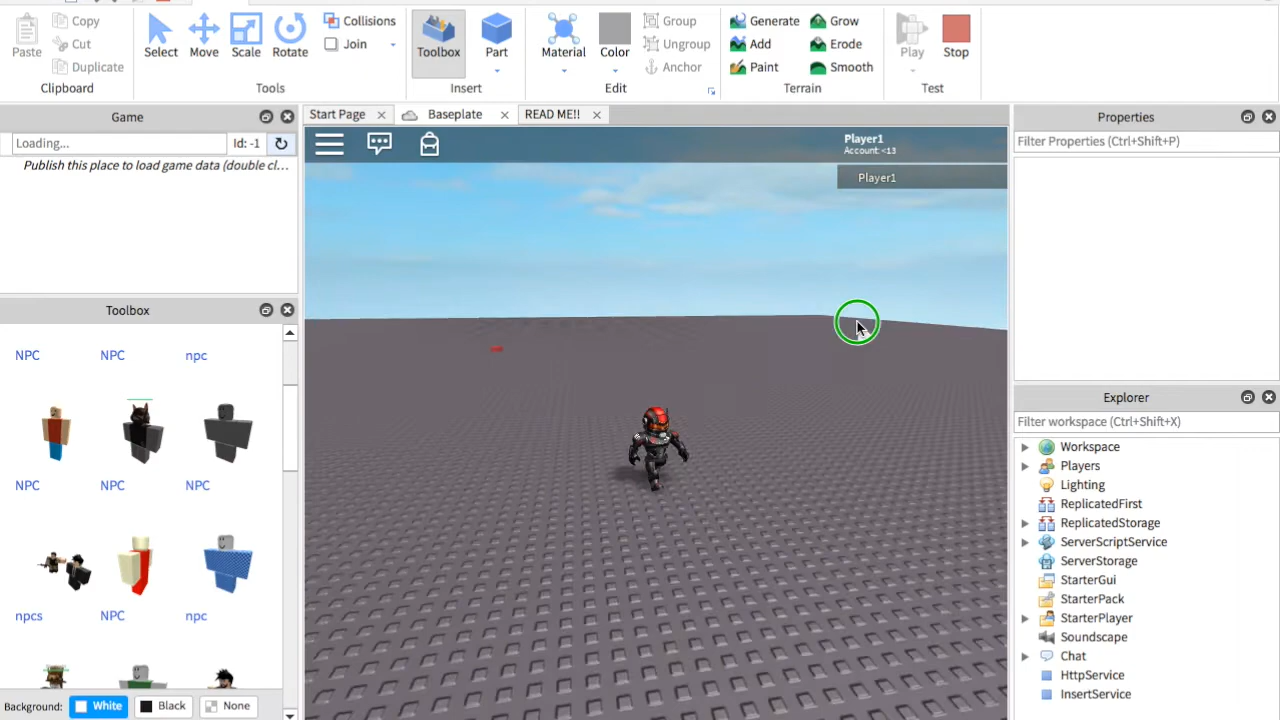 Paste
Copy
Cut
Duplicate
Clipboard
Select
Move
Scale
Rotate
Collisions
Join
Tools
Toolbox
Part
Insert
Material
Color
Group
Ungroup
Anchor
Edit
Generate
Add
Paint
Grow
Erode
Smooth
Terrain
Play
Stop
Test
Game
Loading...
Id: -1
Publish this place to load game data (double cl...
Toolbox
NPC NPC npc
NPC NPC NPC
npcs NPC npc
Background: White Black None
Start Page
Baseplate
READ ME!!
Player1
Account: <13
Player1
Properties
Filter Properties (Ctrl+Shift+P)
Explorer
Filter workspace (Ctrl+Shift+X)
Workspace
Players
Lighting
ReplicatedFirst
ReplicatedStorage
ServerScriptService
ServerStorage
StarterGui
StarterPack
StarterPlayer
Soundscape
Chat
HttpService
InsertService